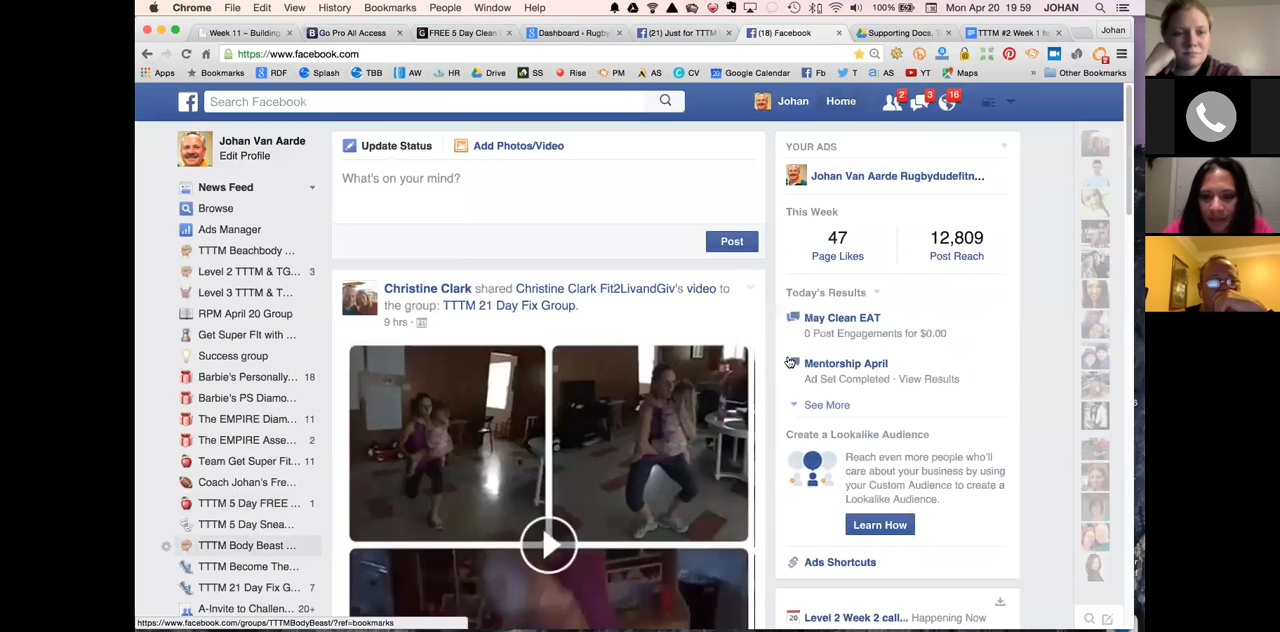 Chrome File Edit View History Bookmarks People Window Help 100% Mon Apr 20 19:59 JOHAN
Week 11 – Building
Go Pro All Access
FREE 5 Day Clean
Dashboard ‹ Rugby
(21) Just for TTTM
(18) Facebook
Supporting Docs.
TTTM #2 Week 1
Johan
https://www.facebook.com
Apps Bookmarks RDF Splash TBB AW HR Drive SS Rise PM AS CV Google Calendar Fb T AS YT Maps » Other Bookmarks
Search Facebook
Johan Home 2 3 16
Johan Van Aarde
Edit Profile
News Feed
Browse
Ads Manager
TTTM Beachbody ...
Level 2 TTTM & TG... 3
Level 3 TTTM & T...
RPM April 20 Group
Get Super FIt with ...
Success group
Barbie's Personally... 18
Barbie's PS Diamo...
The EMPIRE Diam... 11
The EMPIRE Asse... 2
Team Get Super Fit... 11
Coach Johan's Fre...
TTTM 5 Day FREE ... 1
TTTM 5 Day Snea...
TTTM Body Beast ...
TTTM Become The...
TTTM 21 Day Fix G... 7
A-Invite to Challen... 20+
https://www.facebook.com/groups/TTTMBodyBeast/?ref=bookmarks
Update Status Add Photos/Video
What's on your mind?
Post
Christine Clark shared Christine Clark Fit2LivandGiv's video to
the group: TTTM 21 Day Fix Group.
9 hrs ·
YOUR ADS
Johan Van Aarde Rugbydudefitn...
This Week
47 12,809
Page Likes Post Reach
Today's Results
May Clean EAT
0 Post Engagements for $0.00
Mentorship April
Ad Set Completed · View Results
See More
Create a Lookalike Audience
Reach even more people who'll
care about your business by using
your Custom Audience to create a
Lookalike Audience.
Learn How
Ads Shortcuts
20 Level 2 Week 2 call... Happening Now